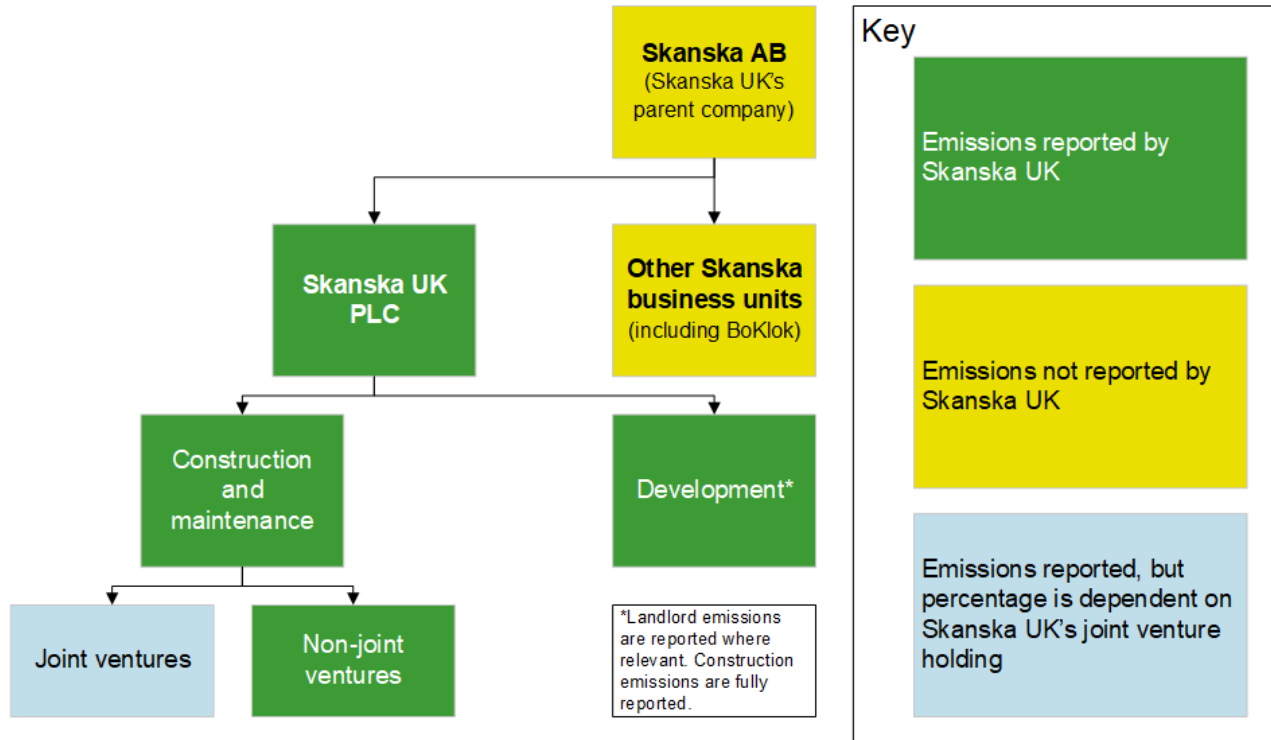 Skanska AB
(Skanska UK's
parent company)
Skanska UK
PLC
Other Skanska
business units
(including BoKlok)
Construction
and
maintenance
Development*
Joint ventures
Non-joint
ventures
*Landlord emissions
are reported where
relevant. Construction
emissions are fully
reported.
Key
Emissions reported by
Skanska UK
Emissions not reported by
Skanska UK
Emissions reported, but
percentage is dependent on
Skanska UK's joint venture
holding